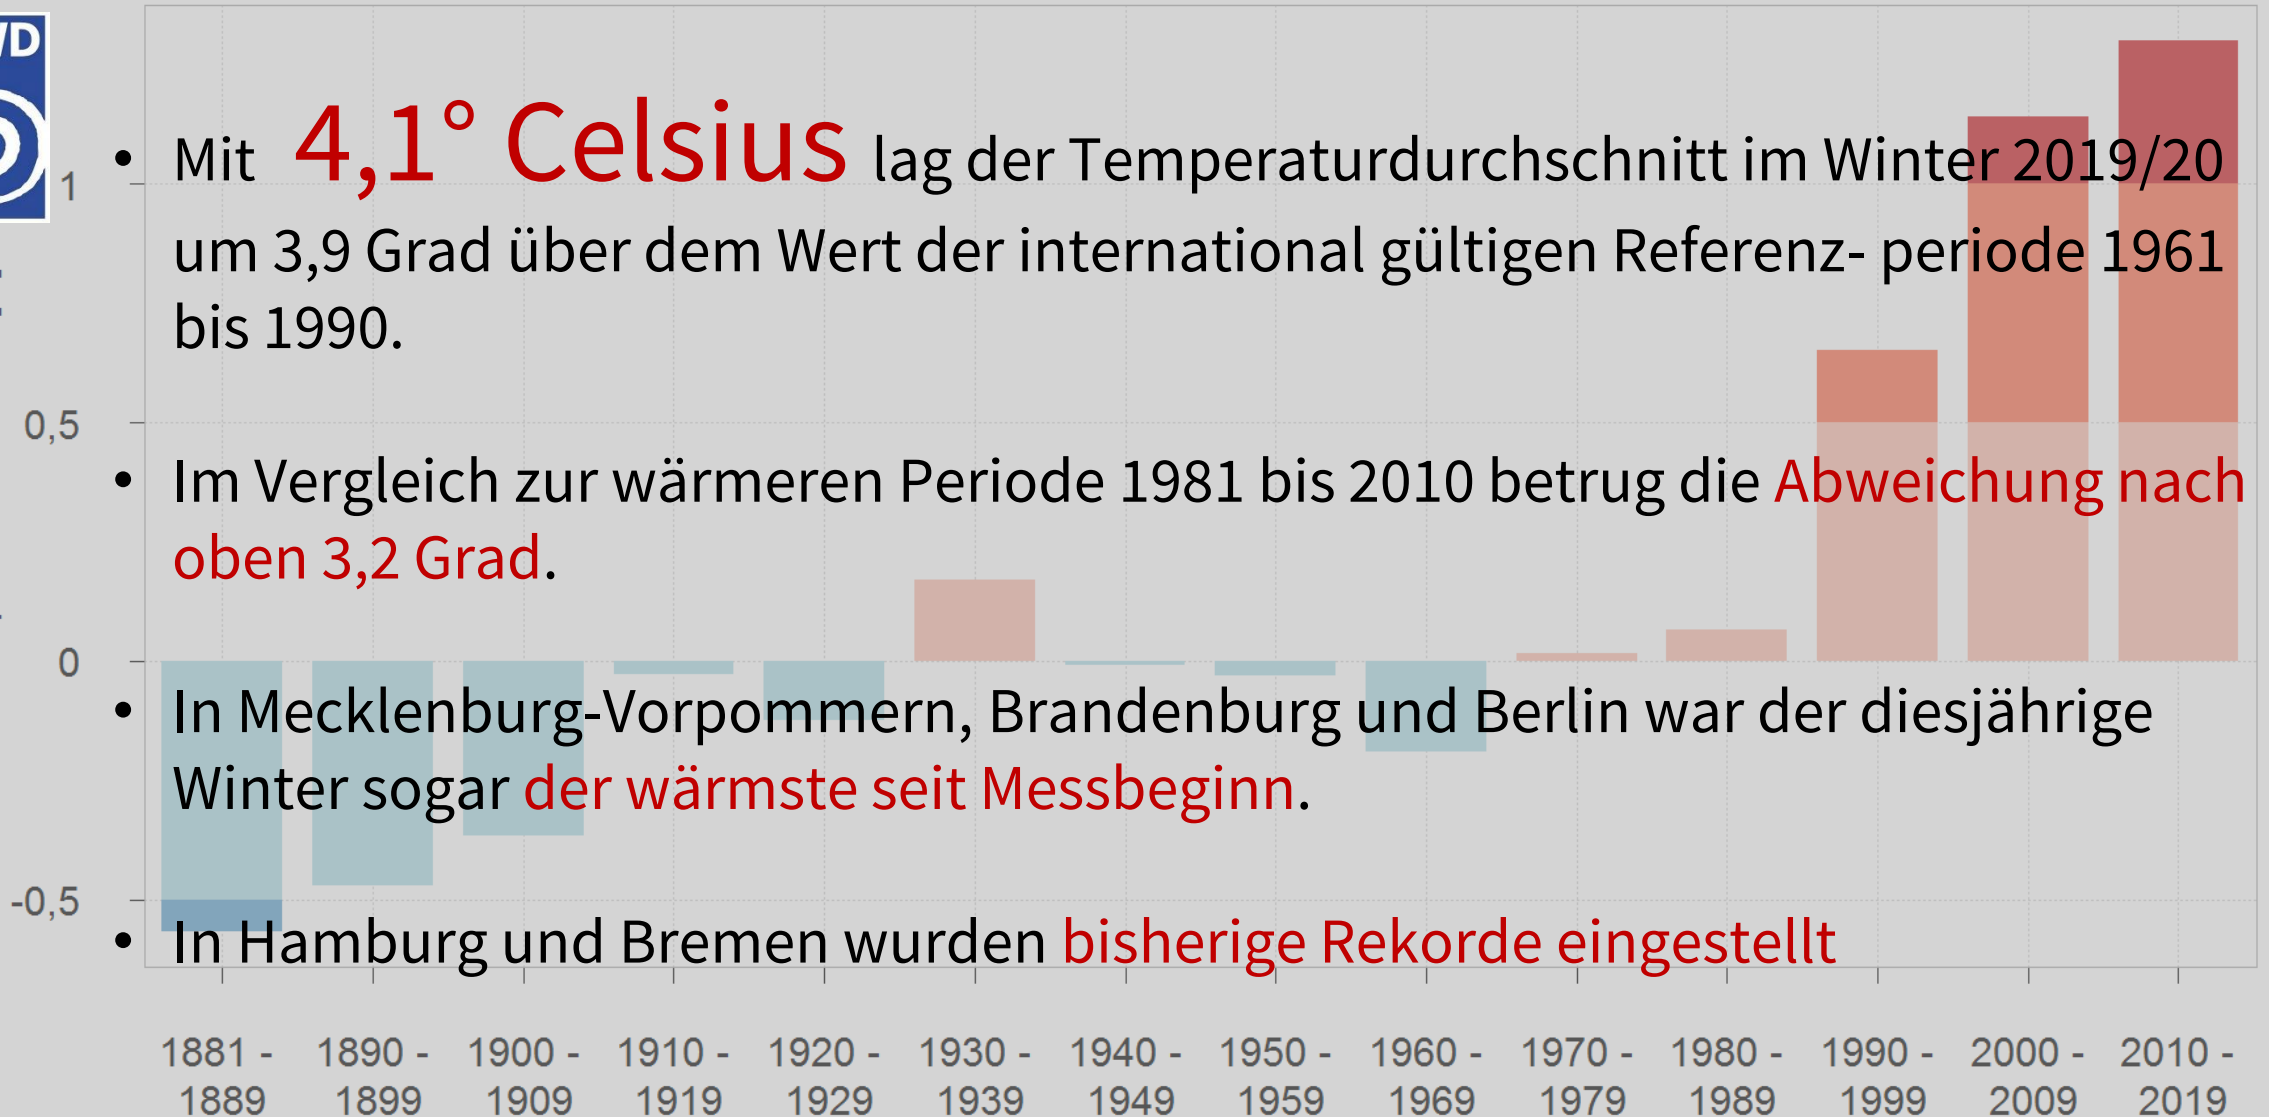 WD
• Mit 4,1° Celsius lag der Temperaturdurchschnitt im Winter 2019/20
um 3,9 Grad über dem Wert der international gültigen Referenz- periode 1961
bis 1990.
• Im Vergleich zur wärmeren Periode 1981 bis 2010 betrug die Abweichung nach
oben 3,2 Grad.
• In Mecklenburg-Vorpommern, Brandenburg und Berlin war der diesjährige
Winter sogar der wärmste seit Messbeginn.
• In Hamburg und Bremen wurden bisherige Rekorde eingestellt
1
0,5
0
-0,5
1881 - 1890 - 1900 - 1910 - 1920 - 1930 - 1940 - 1950 - 1960 - 1970 - 1980 - 1990 - 2000 - 2010 -
1889 1899 1909 1919 1929 1939 1949 1959 1969 1979 1989 1999 2009 2019